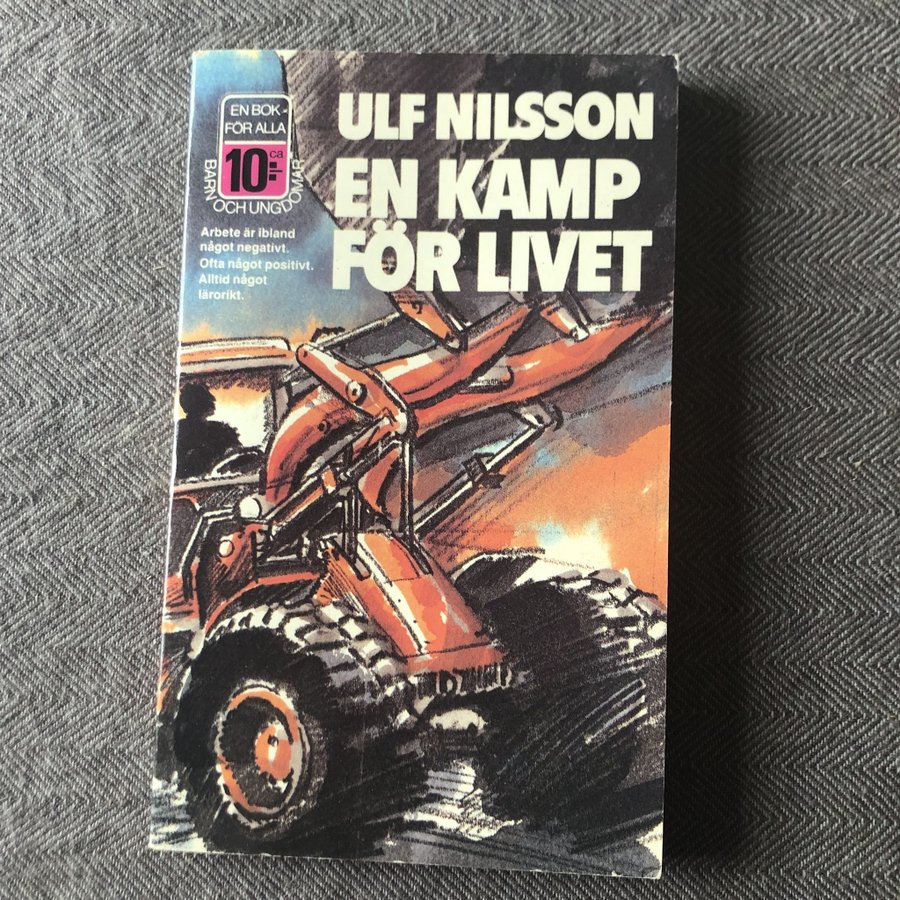 EN BOK
FÖR ALLA
ca
10:-
BARN OCH UNGDOMAR
Arbete är ibland
något negativt.
Ofta något positivt.
Alltid något
lärorikt.
ULF NILSSON
EN KAMP
FÖR LIVET